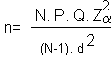 n= N. P. Q. Z²α
(N-1). d²